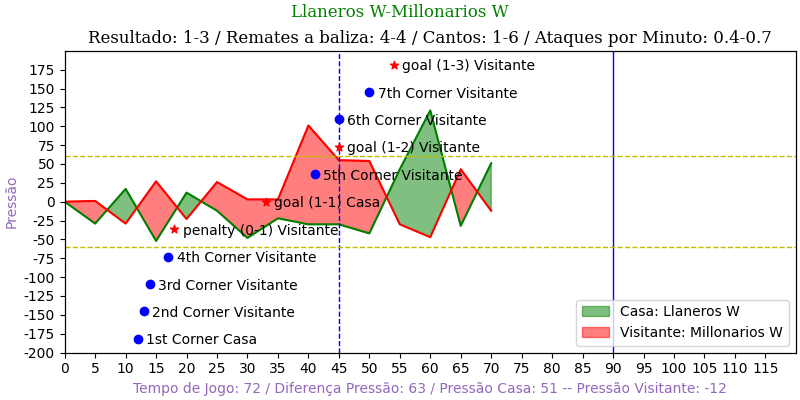 Llaneros W-Millonarios W
Resultado: 1-3 / Remates a baliza: 4-4 / Cantos: 1-6 / Ataques por Minuto: 0.4-0.7
Pressão
175
150
125
100
75
50
25
0
-25
-50
-75
-100
-125
-150
-175
-200
goal (1-3) Visitante
7th Corner Visitante
6th Corner Visitante
goal (1-2) Visitante
5th Corner Visitante
goal (1-1) Casa
penalty (0-1) Visitante
4th Corner Visitante
3rd Corner Visitante
2nd Corner Visitante
1st Corner Casa
Casa: Llaneros W
Visitante: Millonarios W
0 5 10 15 20 25 30 35 40 45 50 55 60 65 70 75 80 85 90 95 100 105 110 115
Tempo de Jogo: 72 / Diferença Pressão: 63 / Pressão Casa: 51 -- Pressão Visitante: -12